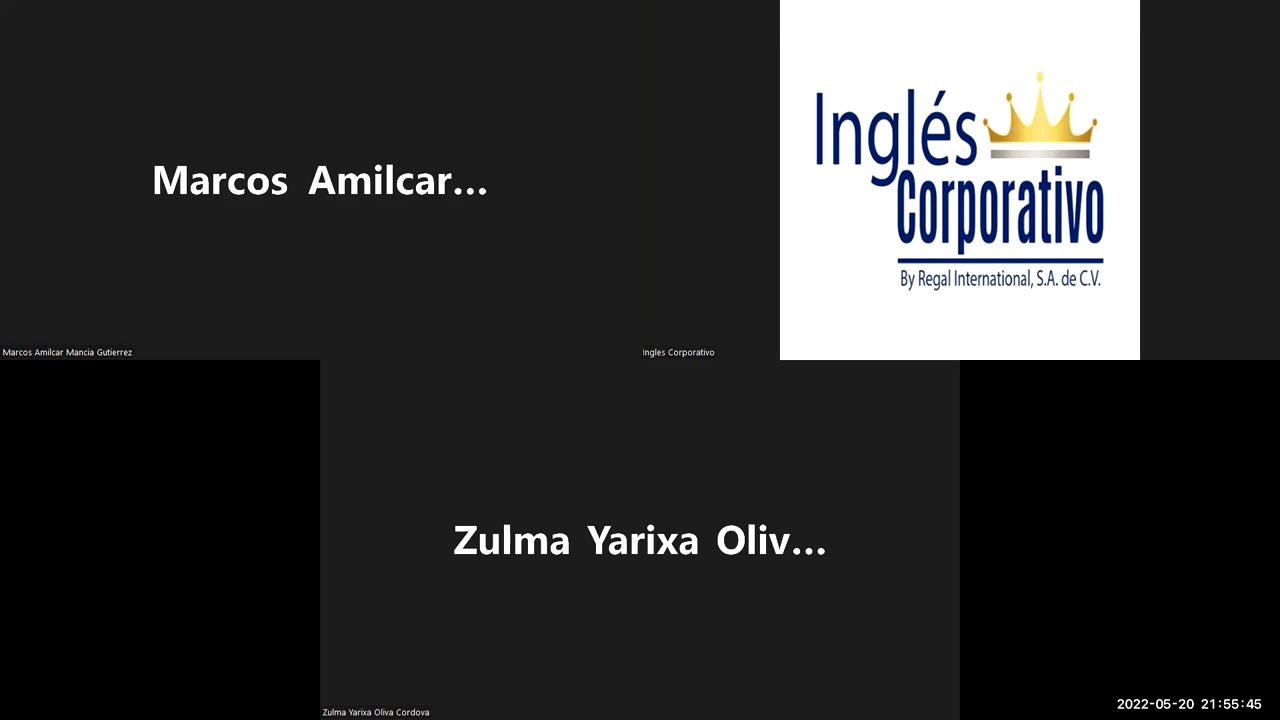 Marcos Amilcar...
Marcos Amilcar Mancia Gutierrez
Inglés
Corporativo
By Regal International, S.A. de C.V.
Ingles Corporativo
Zulma Yarixa Oliv...
Zulma Yarixa Oliva Cordova
2022-05-20 21:55:45